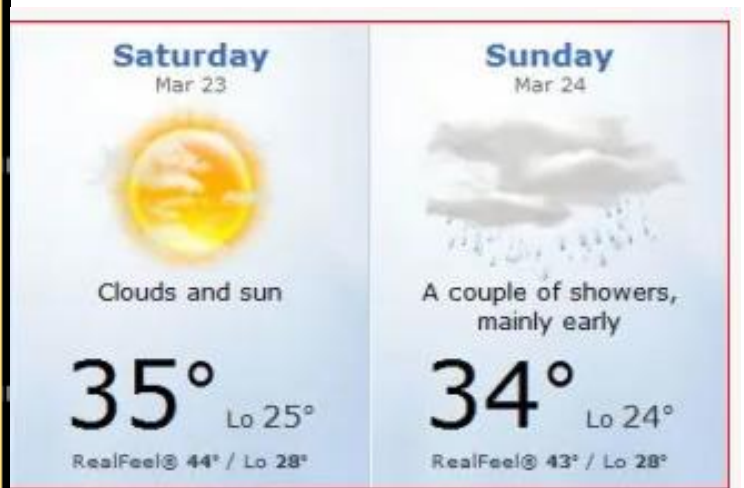 Saturday
Mar 23
Clouds and sun
35° Lo 25°
RealFeel® 44° / Lo 28°
Sunday
Mar 24
A couple of showers,
mainly early
34° Lo 24°
RealFeel® 43° / Lo 28°